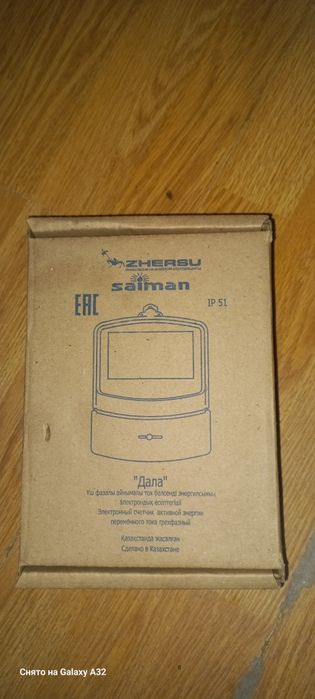 ZHERSU
saiman
EAC
IP 51
"Дала"
Үш фазалы айнымалы ток белсенді энергиясының
электрондық есептегіші
Электронный счетчик активной энергии
переменного тока трехфазный
Қазақстанда жасалған
Сделано в Казахстане
Снято на Galaxy A32